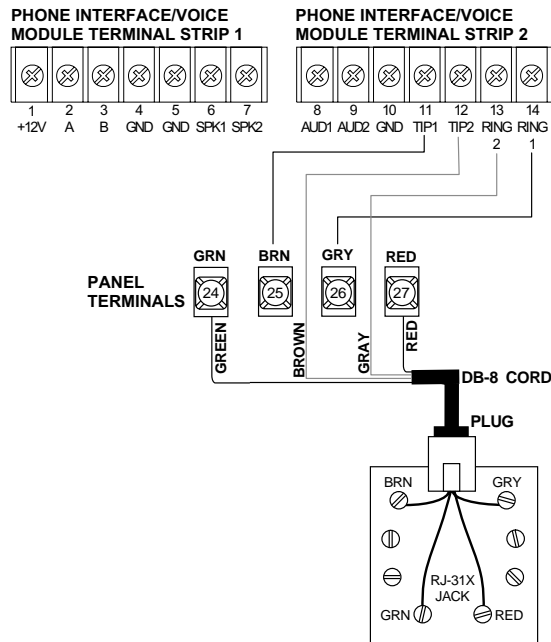 PHONE INTERFACE/VOICE
MODULE TERMINAL STRIP 1
PHONE INTERFACE/VOICE
MODULE TERMINAL STRIP 2
1 2 3 4 5 6 7
+12V A B GND GND SPK1 SPK2
8 9 10 11 12 13 14
AUD1 AUD2 GND TIP1 TIP2 RING RING
2 1
GRN BRN GRY RED
PANEL
TERMINALS
24 25 26 27
GREEN
BROWN
GRAY
RED
DB-8 CORD
PLUG
BRN GRY
RJ-31X
JACK
GRN RED